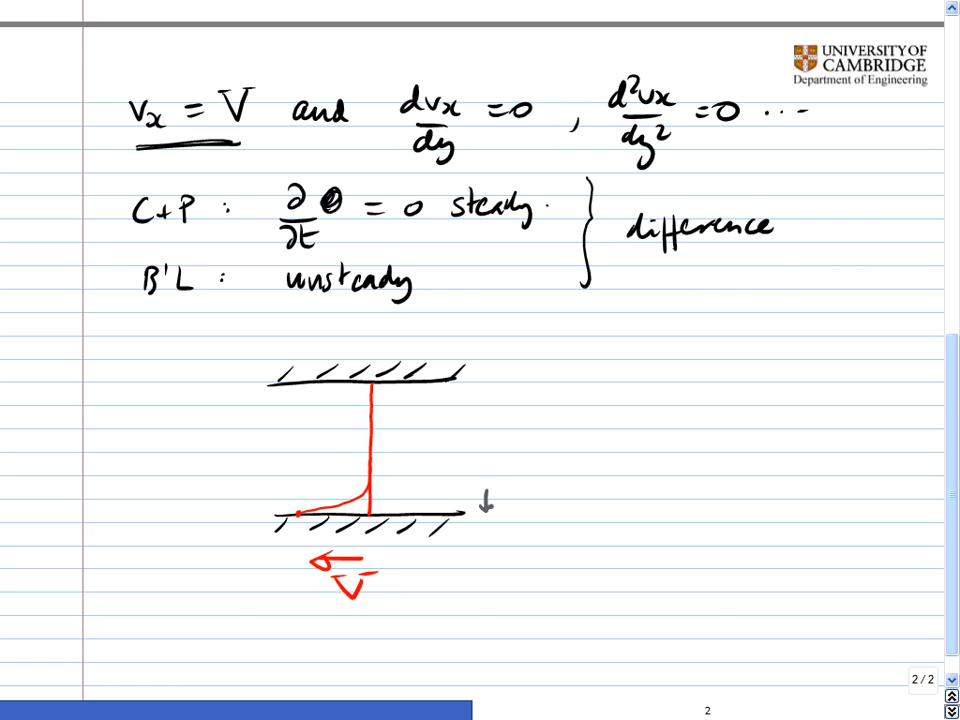 UNIVERSITY OF
CAMBRIDGE
Department of Engineering
vx = V and dvx/dy = 0 , d²vx/dy² = 0 ...
C+P : ∂/∂t = 0 steady.
B'L : unsteady
difference
V
2 / 2
2